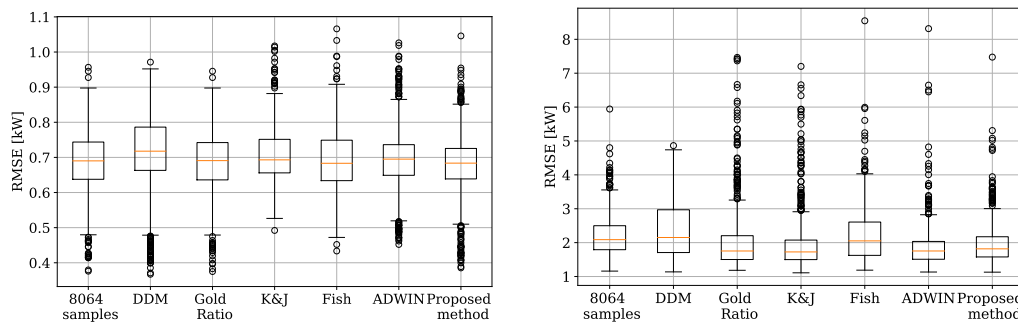 RMSE [kW]
1.1
1.0
0.9
0.8
0.7
0.6
0.5
0.4
8064 DDM Gold K&J Fish ADWIN Proposed
samples Ratio method
RMSE [kW]
8
7
6
5
4
3
2
1
8064 DDM Gold K&J Fish ADWIN Proposed
samples Ratio method